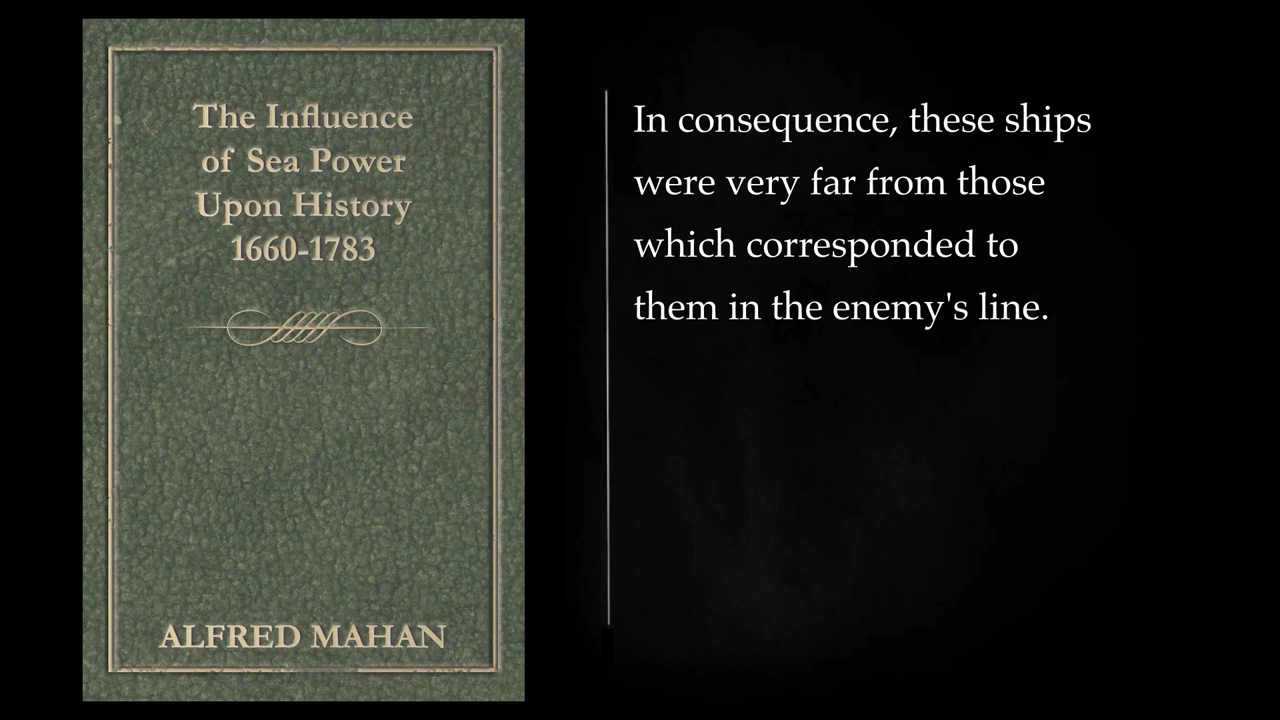 The Influence
of Sea Power
Upon History
1660-1783
ALFRED MAHAN
In consequence, these ships
were very far from those
which corresponded to
them in the enemy's line.